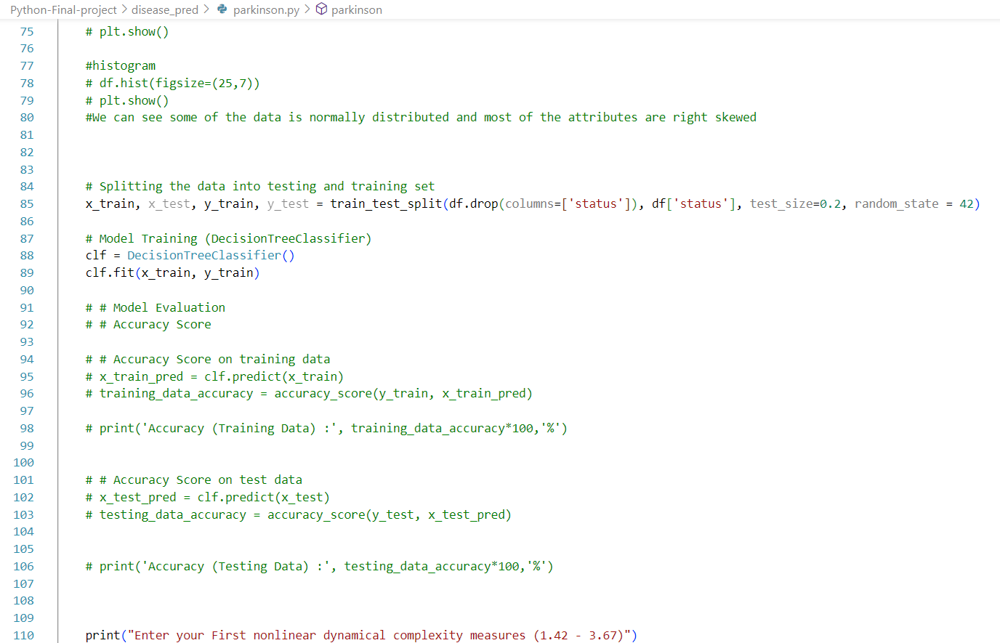 Python-Final-project > disease_pred > parkinson.py > parkinson
75 # plt.show()
76
77 #histogram
78 # df.hist(figsize=(25,7))
79 # plt.show()
80 #We can see some of the data is normally distributed and most of the attributes are right skewed
81
82
83
84 # Splitting the data into testing and training set
85 x_train, x_test, y_train, y_test = train_test_split(df.drop(columns=['status']), df['status'], test_size=0.2, random_state = 42)
86
87 # Model Training (DecisionTreeClassifier)
88 clf = DecisionTreeClassifier()
89 clf.fit(x_train, y_train)
90
91 # # Model Evaluation
92 # # Accuracy Score
93
94 # # Accuracy Score on training data
95 # x_train_pred = clf.predict(x_train)
96 # training_data_accuracy = accuracy_score(y_train, x_train_pred)
97
98 # print('Accuracy (Training Data) :', training_data_accuracy*100,'%')
99
100
101 # # Accuracy Score on test data
102 # x_test_pred = clf.predict(x_test)
103 # testing_data_accuracy = accuracy_score(y_test, x_test_pred)
104
105
106 # print('Accuracy (Testing Data) :', testing_data_accuracy*100,'%')
107
108
109
110 print("Enter your First nonlinear dynamical complexity measures (1.42 - 3.67)")